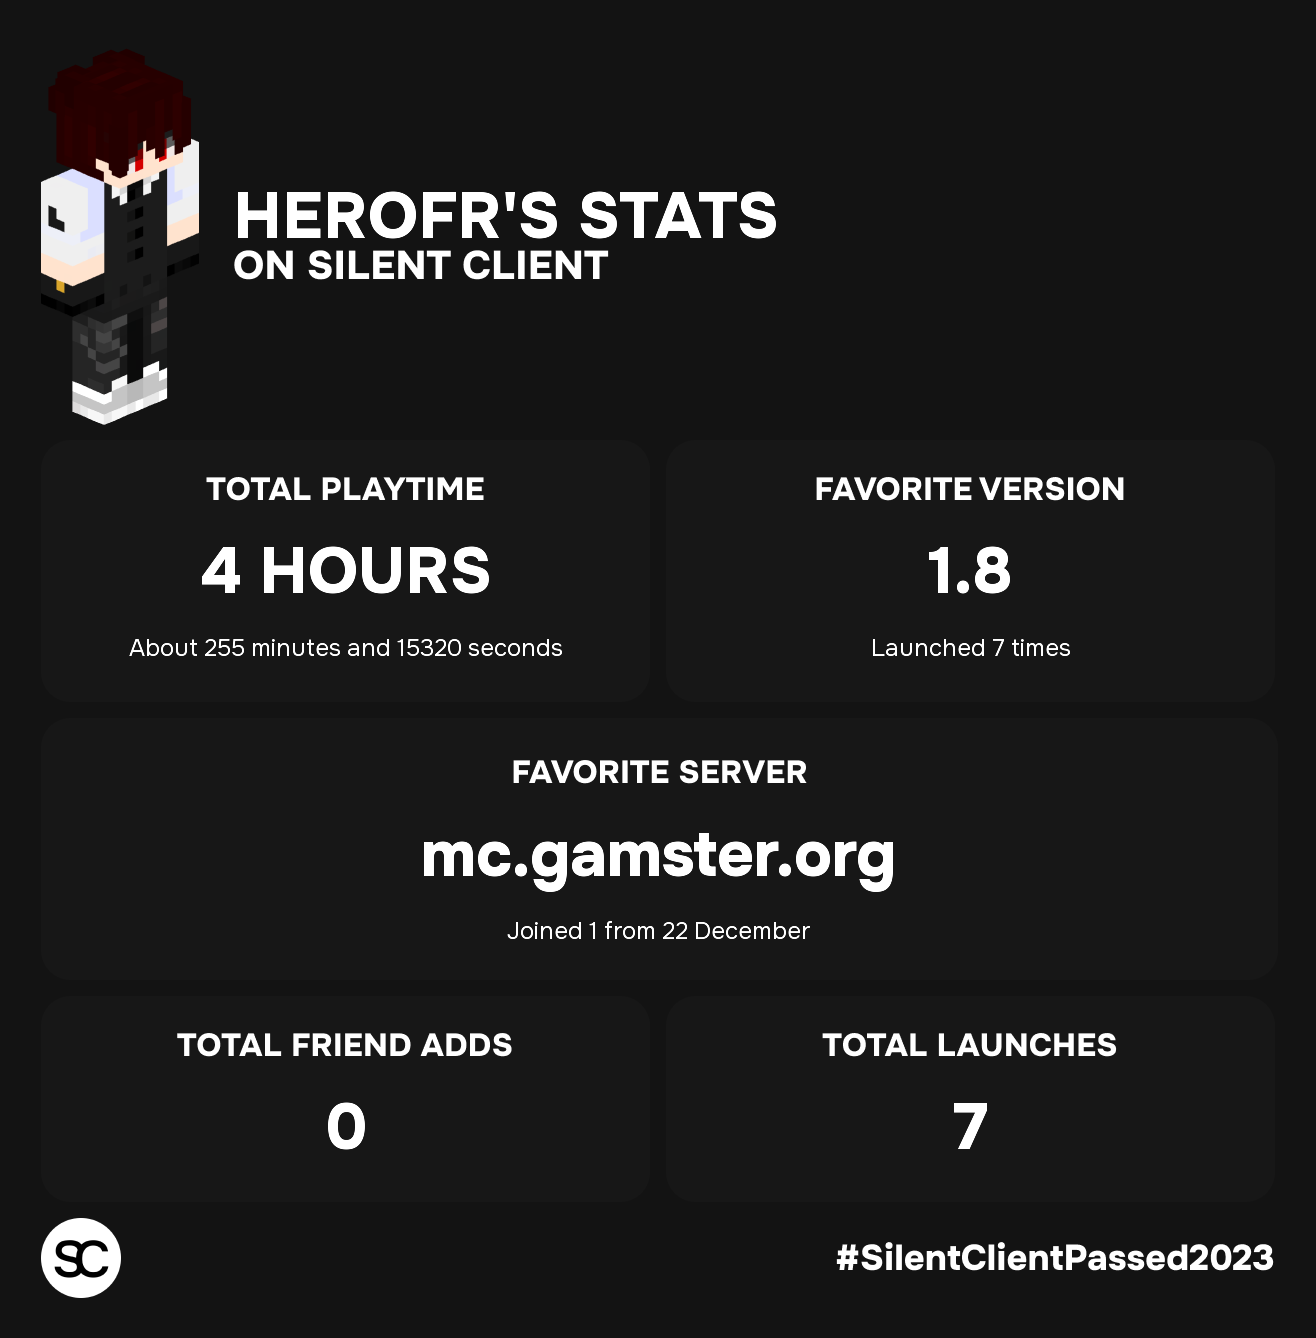 HEROFR'S STATS
ON SILENT CLIENT
TOTAL PLAYTIME
4 HOURS
About 255 minutes and 15320 seconds
FAVORITE VERSION
1.8
Launched 7 times
FAVORITE SERVER
mc.gamster.org
Joined 1 from 22 December
TOTAL FRIEND ADDS
0
TOTAL LAUNCHES
7
SC
#SilentClientPassed2023